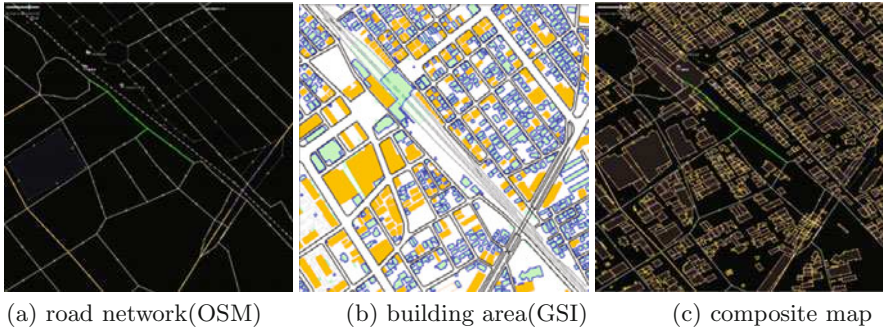 (a) road network(OSM)
(b) building area(GSI)
(c) composite map